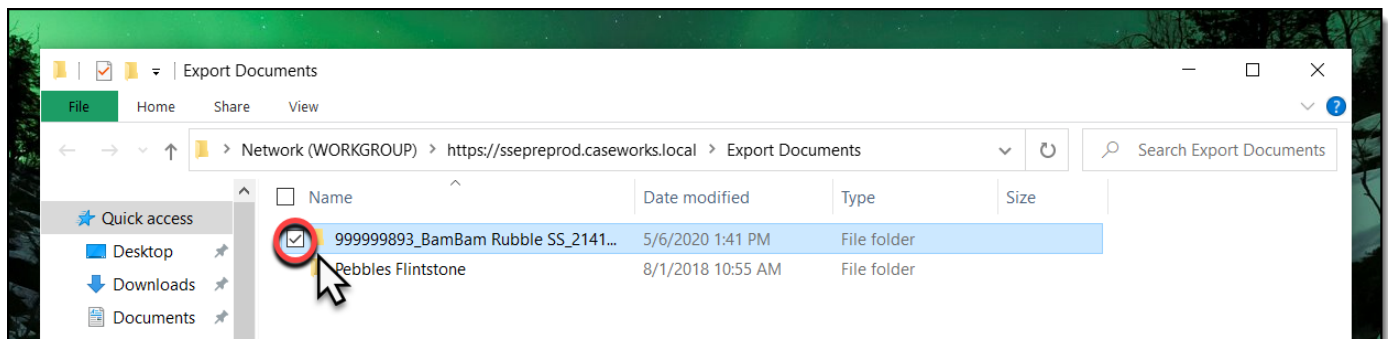 Export Documents
File Home Share View
Network (WORKGROUP) > https://ssepreprod.caseworks.local > Export Documents Search Export Documents
Name Date modified Type Size
Quick access
999999893_BamBam Rubble SS_2141... 5/6/2020 1:41 PM File folder
Desktop
Pebbles Flintstone 8/1/2018 10:55 AM File folder
Downloads
Documents